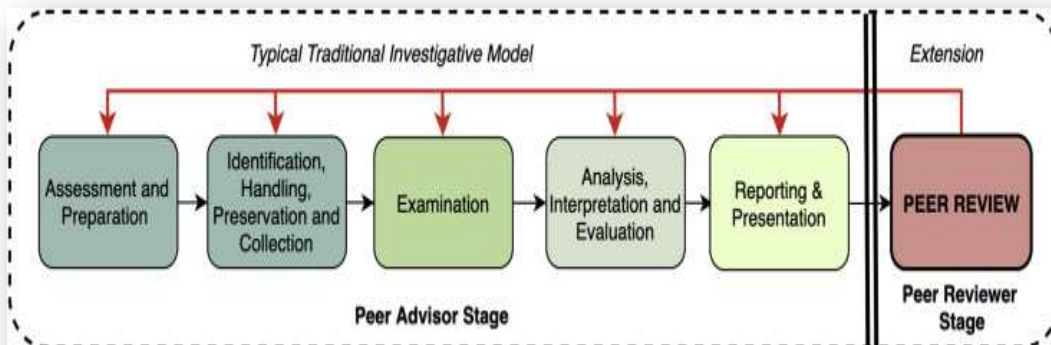 Typical Traditional Investigative Model
Extension
Assessment and
Preparation
Identification,
Handling,
Preservation and
Collection
Examination
Analysis,
Interpretation and
Evaluation
Reporting &
Presentation
PEER REVIEW
Peer Advisor Stage
Peer Reviewer
Stage